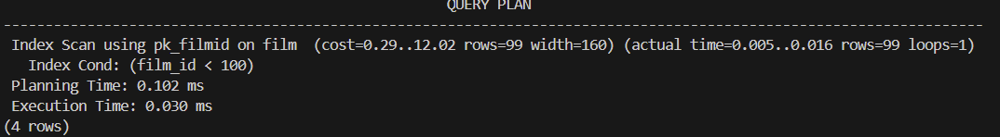 QUERY PLAN
--------------------------------------------------------------------------------------------------------------------
Index Scan using pk_filmid on film  (cost=0.29..12.02 rows=99 width=160) (actual time=0.005..0.016 rows=99 loops=1)
Index Cond: (film_id < 100)
Planning Time: 0.102 ms
Execution Time: 0.030 ms
(4 rows)